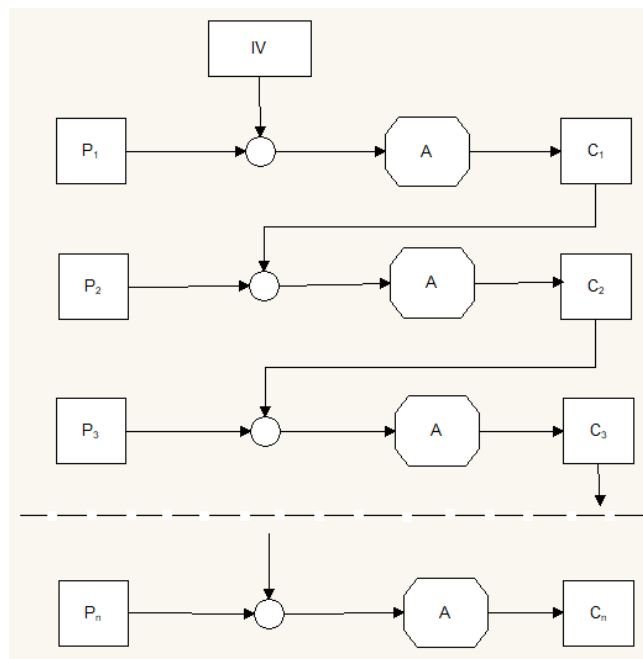 IV
P₁ A C₁
P₂ A C₂
P₃ A C₃
Pₙ A Cₙ